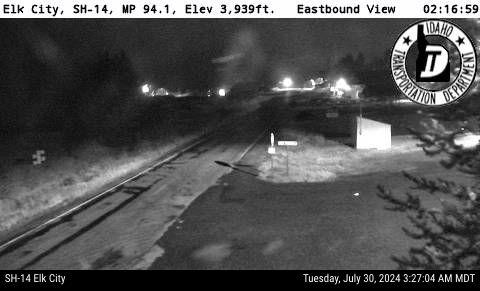 Elk City, SH-14, MP 94.1, Elev 3,939ft. Eastbound View 02:16:59
IDAHO
TRANSPORTATION DEPARTMENT
SH-14 Elk City Tuesday, July 30, 2024 3:27:04 AM MDT